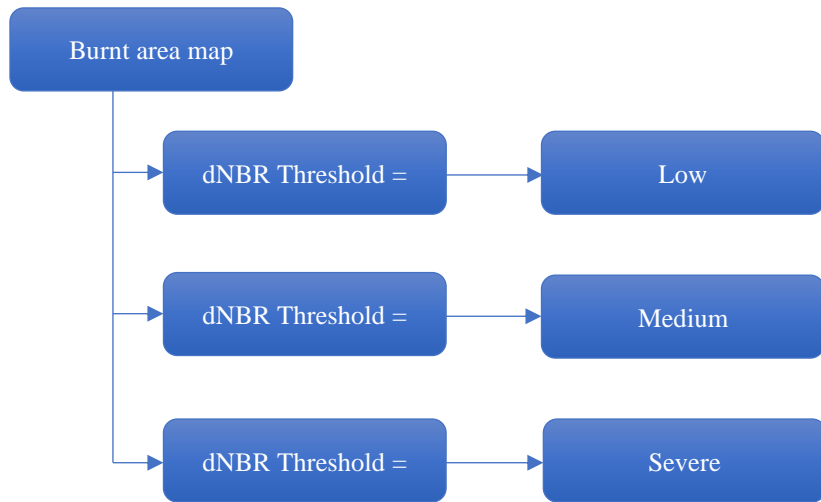 Burnt area map
dNBR Threshold =
Low
dNBR Threshold =
Medium
dNBR Threshold =
Severe